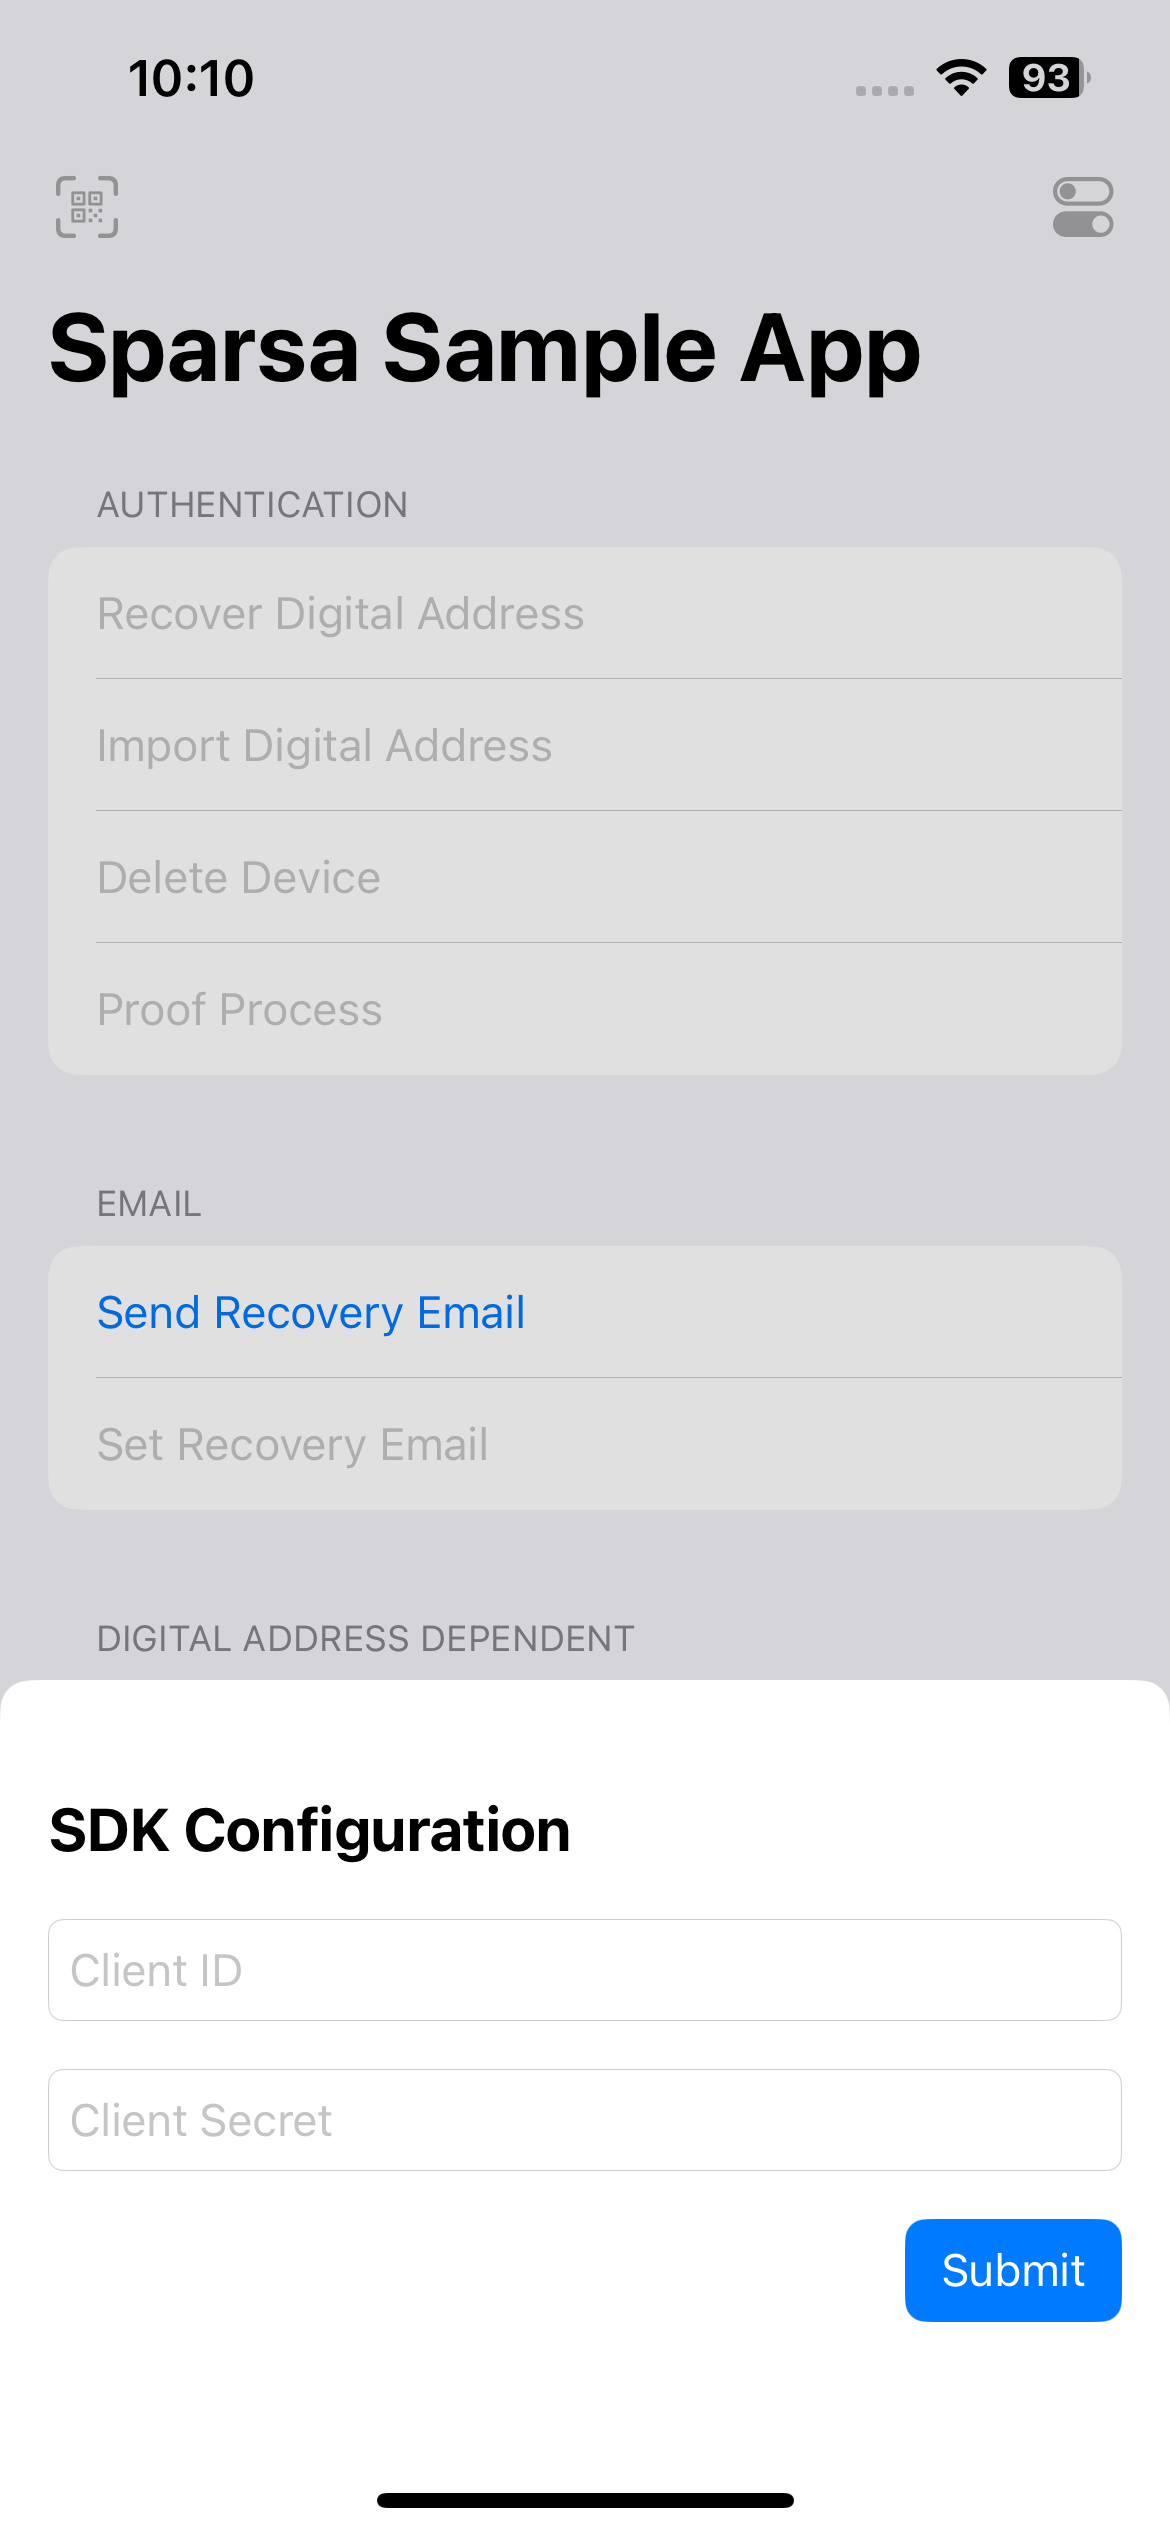 10:10
93
Sparsa Sample App
AUTHENTICATION
Recover Digital Address
Import Digital Address
Delete Device
Proof Process
EMAIL
Send Recovery Email
Set Recovery Email
DIGITAL ADDRESS DEPENDENT
SDK Configuration
Client ID
Client Secret
Submit